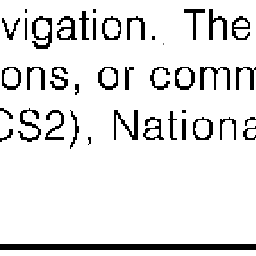 vigation. The
ons, or comm
CS2), Nationa